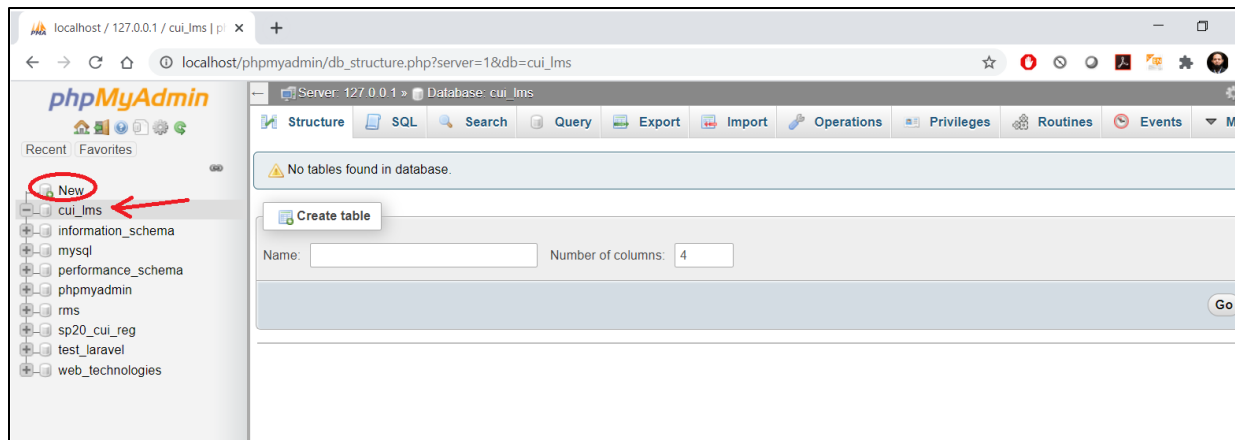 localhost / 127.0.0.1 / cui_lms | pl
localhost/phpmyadmin/db_structure.php?server=1&db=cui_lms
phpMyAdmin
Recent Favorites
New
cui_lms
information_schema
mysql
performance_schema
phpmyadmin
rms
sp20_cui_reg
test_laravel
web_technologies
Server: 127.0.0.1 » Database: cui_lms
Structure SQL Search Query Export Import Operations Privileges Routines Events M
No tables found in database.
Create table
Name: Number of columns: 4
Go